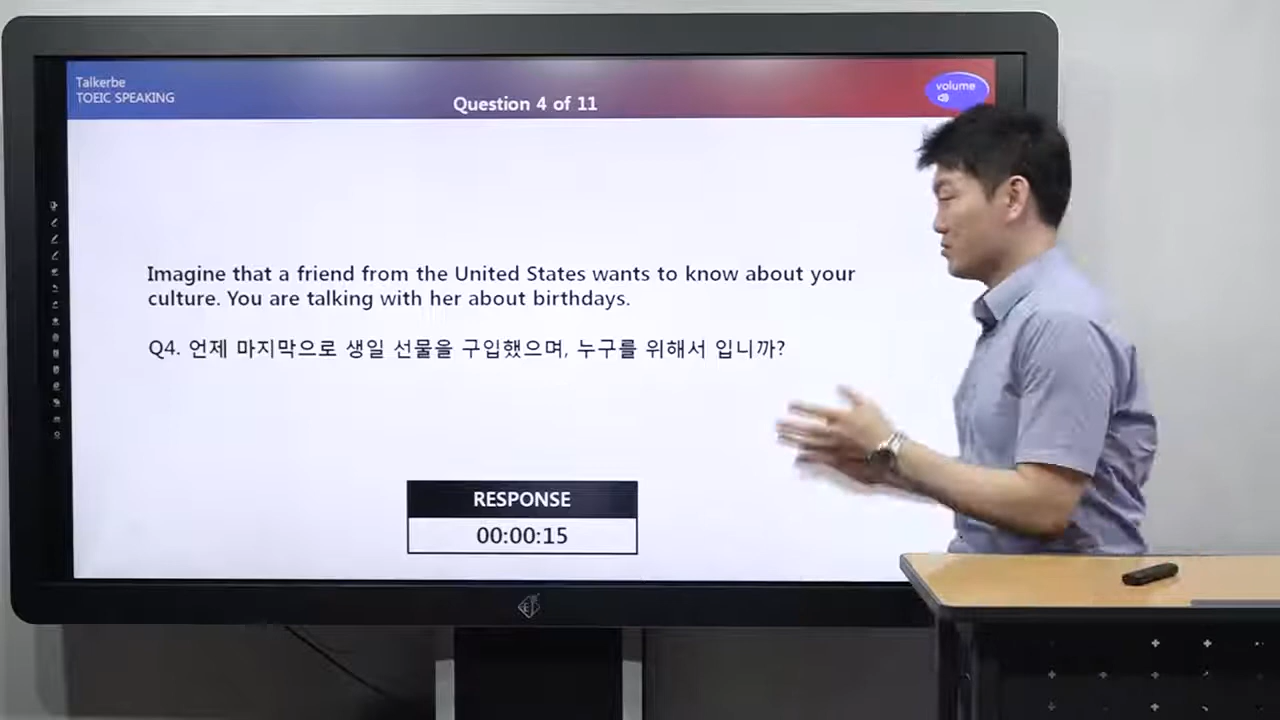 Talkerbe
TOEIC SPEAKING
Question 4 of 11
volume
Imagine that a friend from the United States wants to know about your
culture. You are talking with her about birthdays.
Q4. 언제 마지막으로 생일 선물을 구입했으며, 누구를 위해서 입니까?
RESPONSE
00:00:15